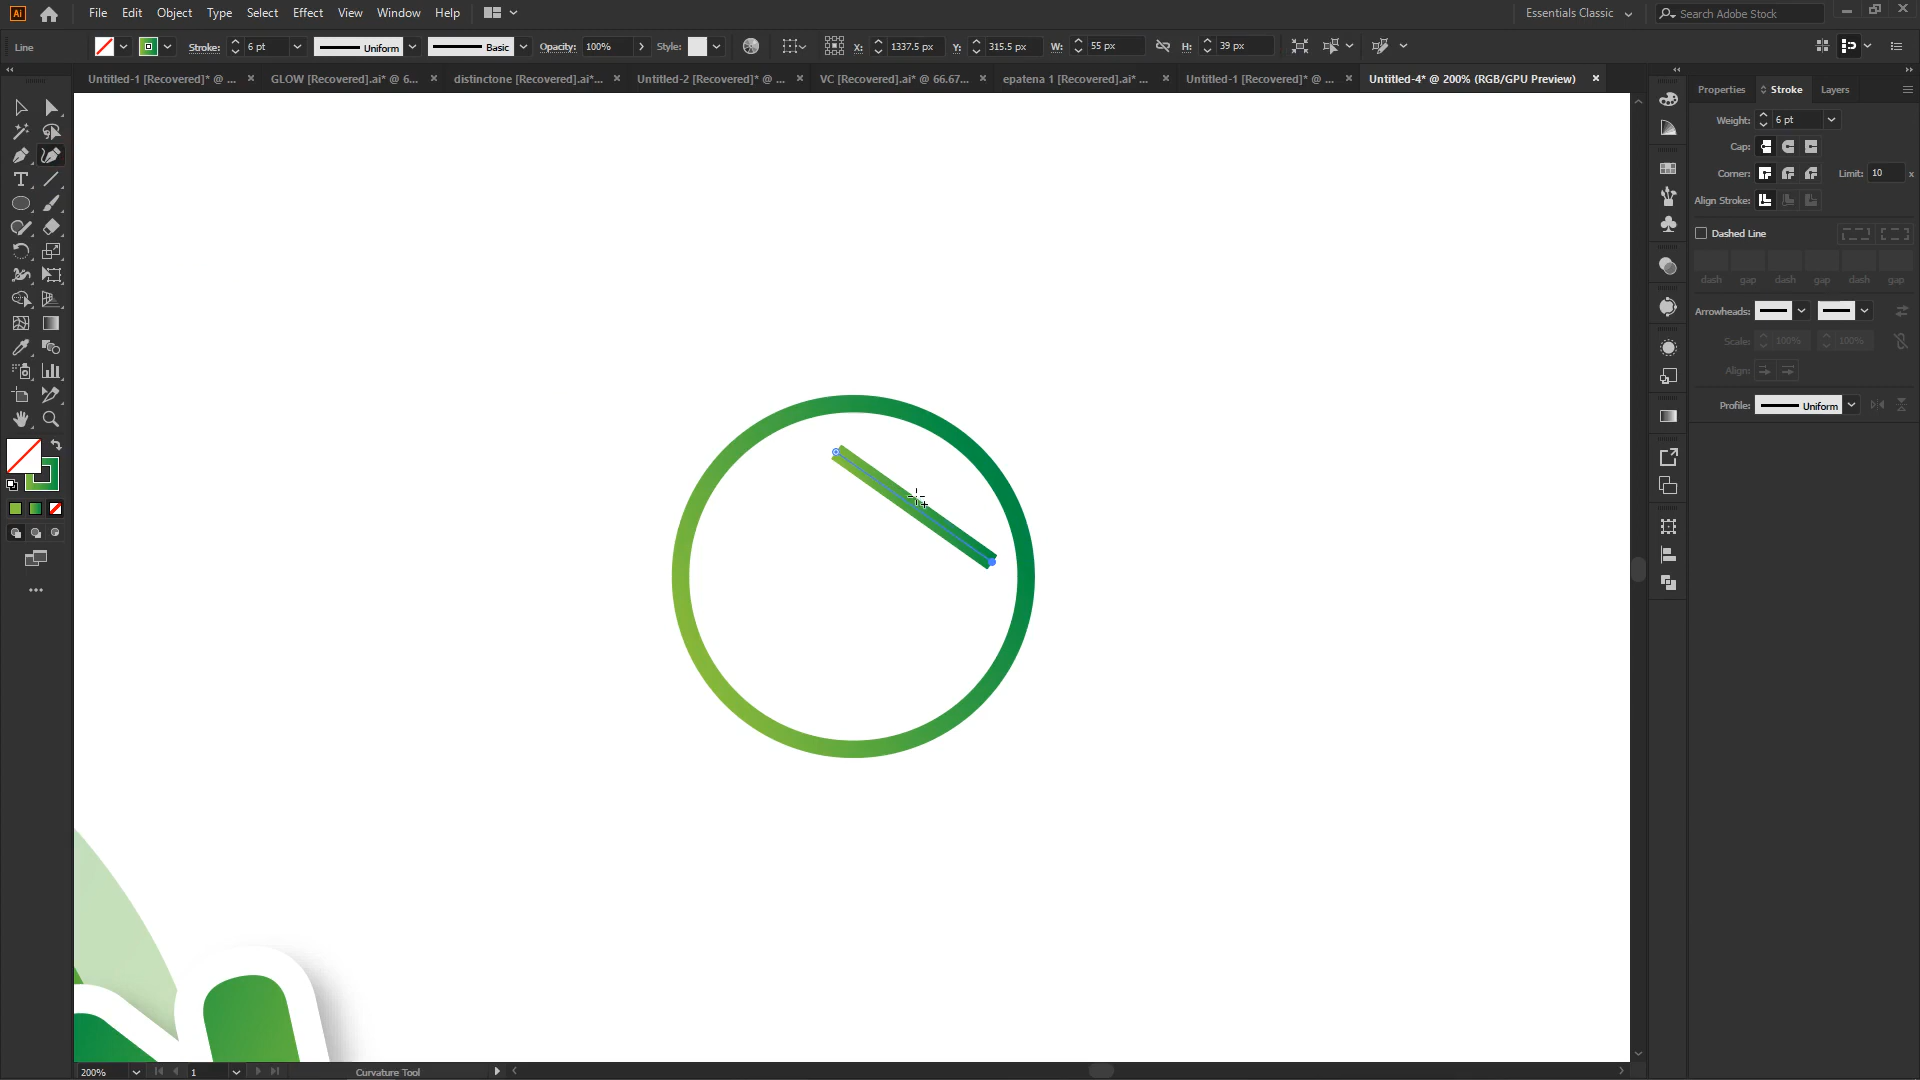 Ai File Edit Object Type Select Effect View Window Help Essentials Classic Search Adobe Stock
Line Stroke: 6 pt Uniform Basic Opacity: 100% Style: X: 1337.5 px Y: 315.5 px W: 55 px H: 39 px
Untitled-1 [Recovered]* @ ... GLOW [Recovered].ai* @ 6... distinctone [Recovered].ai*... Untitled-2 [Recovered]* @ ... VC [Recovered].ai* @ 66.67... epatena 1 [Recovered].ai* ... Untitled-1 [Recovered]* @ ... Untitled-4* @ 200% (RGB/GPU Preview)
Properties Stroke Layers
Weight: 6 pt
Cap:
Corner: Limit: 10 x
Align Stroke:
Dashed Line
dash gap dash gap dash gap
Arrowheads:
Scale: 100% 100%
Align:
Profile: Uniform
200% 1 Curvature Tool